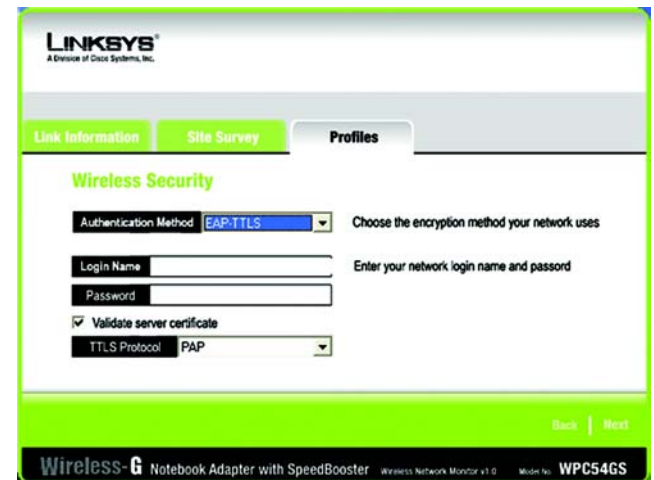 LINKSYS®
A Division of Cisco Systems, Inc.
Link Information Site Survey Profiles
Wireless Security
Authentication Method EAP-TTLS Choose the encryption method your network uses
Login Name Enter your network login name and passord
Password
Validate server certificate
TTLS Protocol PAP
Back | Next
Wireless-G Notebook Adapter with SpeedBooster Wireless Network Monitor v1.0 Model No. WPC54GS